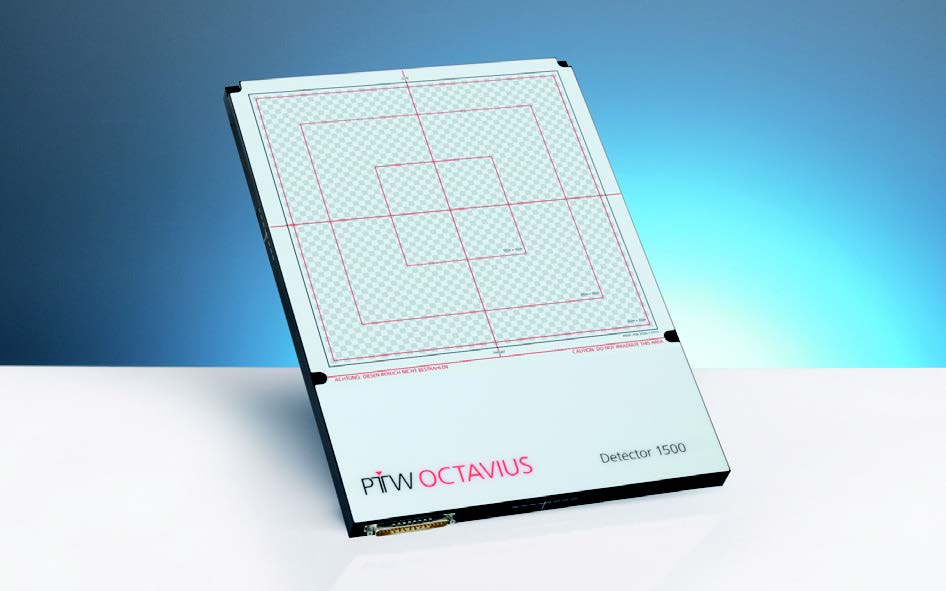 ACHTUNG: DIESEN BEREICH NICHT BESTRAHLEN
CAUTION: DO NOT IRRADIATE THIS AREA
PTW OCTAVIUS
Detector 1500